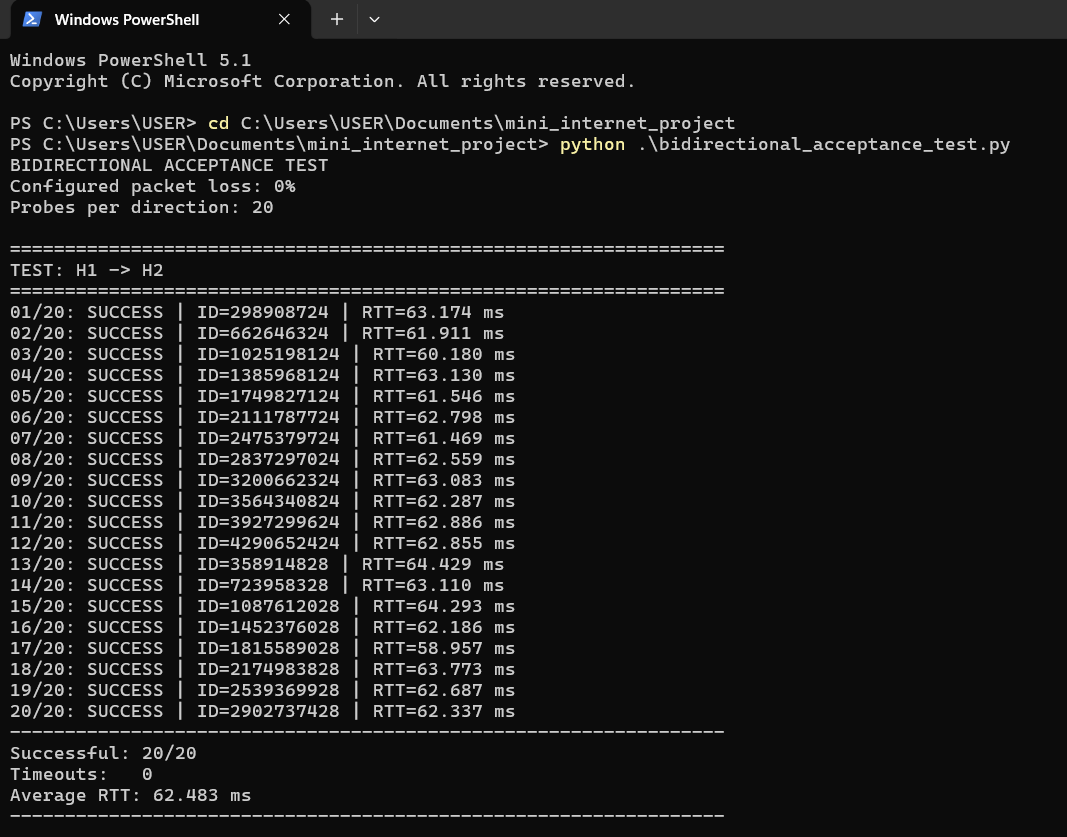 Windows PowerShell
Windows PowerShell 5.1
Copyright (C) Microsoft Corporation. All rights reserved.
PS C:\Users\USER> cd C:\Users\USER\Documents\mini_internet_project
PS C:\Users\USER\Documents\mini_internet_project> python .\bidirectional_acceptance_test.py
BIDIRECTIONAL ACCEPTANCE TEST
Configured packet loss: 0%
Probes per direction: 20
=================================================================
TEST: H1 -> H2
=================================================================
01/20: SUCCESS | ID=298908724 | RTT=63.174 ms
02/20: SUCCESS | ID=662646324 | RTT=61.911 ms
03/20: SUCCESS | ID=1025198124 | RTT=60.180 ms
04/20: SUCCESS | ID=1385968124 | RTT=63.130 ms
05/20: SUCCESS | ID=1749827124 | RTT=61.546 ms
06/20: SUCCESS | ID=2111787724 | RTT=62.798 ms
07/20: SUCCESS | ID=2475379724 | RTT=61.469 ms
08/20: SUCCESS | ID=2837297024 | RTT=62.559 ms
09/20: SUCCESS | ID=3200662324 | RTT=63.083 ms
10/20: SUCCESS | ID=3564340824 | RTT=62.287 ms
11/20: SUCCESS | ID=3927299624 | RTT=62.886 ms
12/20: SUCCESS | ID=4290652424 | RTT=62.855 ms
13/20: SUCCESS | ID=358914828 | RTT=64.429 ms
14/20: SUCCESS | ID=723958328 | RTT=63.110 ms
15/20: SUCCESS | ID=1087612028 | RTT=64.293 ms
16/20: SUCCESS | ID=1452376028 | RTT=62.186 ms
17/20: SUCCESS | ID=1815589028 | RTT=58.957 ms
18/20: SUCCESS | ID=2174983828 | RTT=63.773 ms
19/20: SUCCESS | ID=2539369928 | RTT=62.687 ms
20/20: SUCCESS | ID=2902737428 | RTT=62.337 ms
-----------------------------------------------------------------
Successful: 20/20
Timeouts:   0
Average RTT: 62.483 ms
-----------------------------------------------------------------